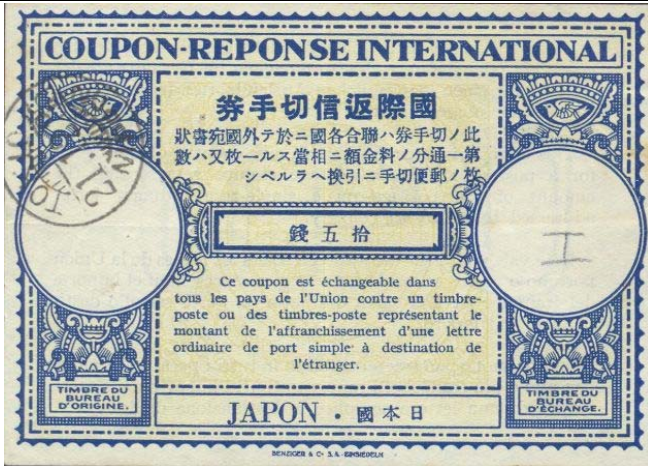 COUPON-REPONSE INTERNATIONAL
國際返信切手券
此ノ切手券ハ聯合各國ニ於テ外國宛書狀
第一通分ノ料金額ニ相當スル一枚又ハ數
枚ノ郵便切手ニ引換ヘラルベシ
拾五錢
Ce coupon est échangeable dans
tous les pays de l'Union contre un timbre-
poste ou des timbres-poste représentant le
montant de l'affranchissement d'une lettre
ordinaire de port simple à destination de
l'étranger.
TIMBRE DU
BUREAU
D'ORIGINE.
TIMBRE DU
BUREAU
D'ÉCHANGE.
JAPON · 日本國
BENZIGER & Cº S.A. EINSIEDELN
21